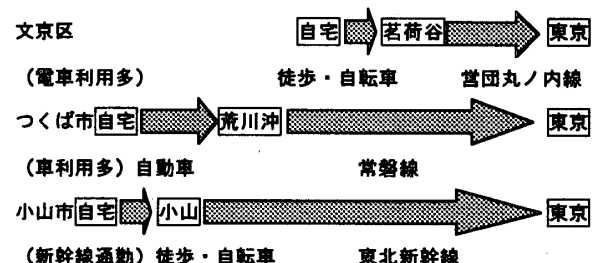 文京区 自宅 茗荷谷 東京
（電車利用多） 徒歩・自転車 営団丸ノ内線
つくば市 自宅 荒川沖 東京
（車利用多） 自動車 常磐線
小山市 自宅 小山 東京
（新幹線通勤） 徒歩・自転車 東北新幹線